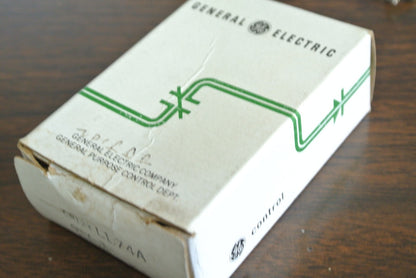 GENERAL ELECTRIC
GENERAL ELECTRIC COMPANY
GENERAL PURPOSE CONTROL DEPT.
control